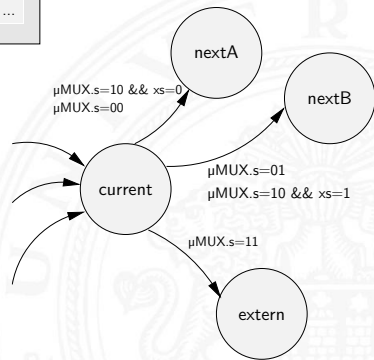 ...
nextA
μMUX.s=10 && xs=0
μMUX.s=00
nextB
current
μMUX.s=01
μMUX.s=10 && xs=1
μMUX.s=11
extern